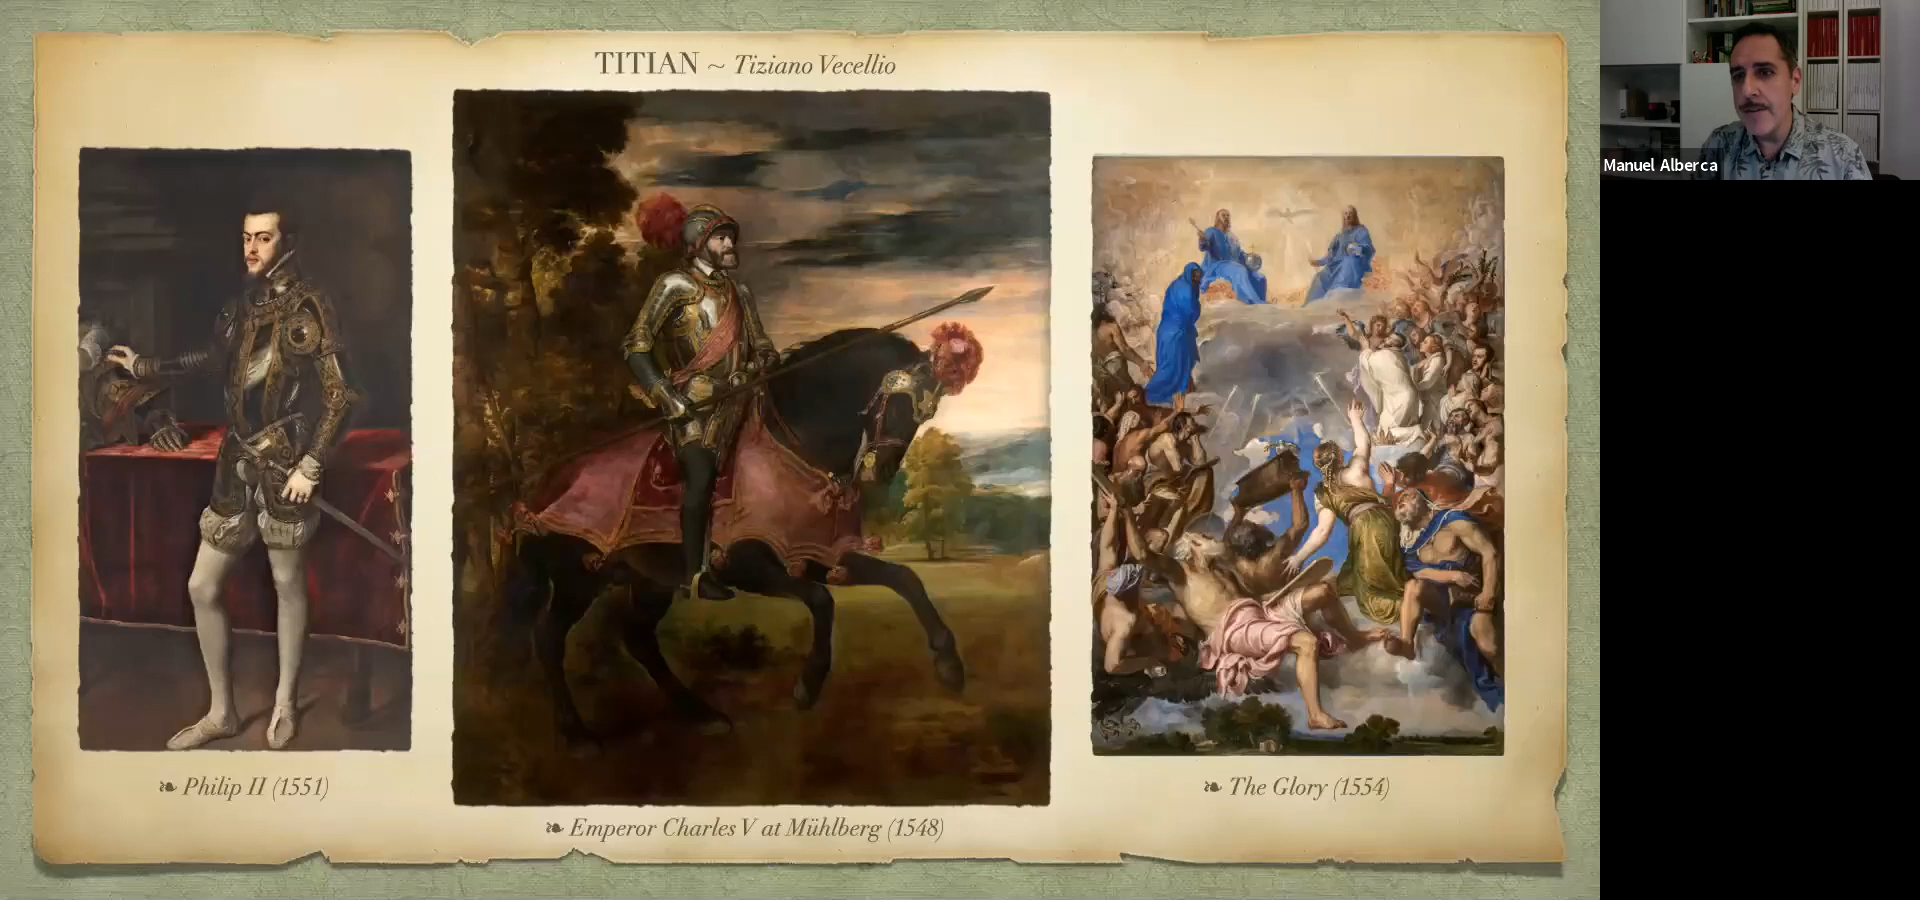 TITIAN ~ Tiziano Vecellio
Manuel Alberca
❧ Philip II (1551)
❧ Emperor Charles V at Mühlberg (1548)
❧ The Glory (1554)